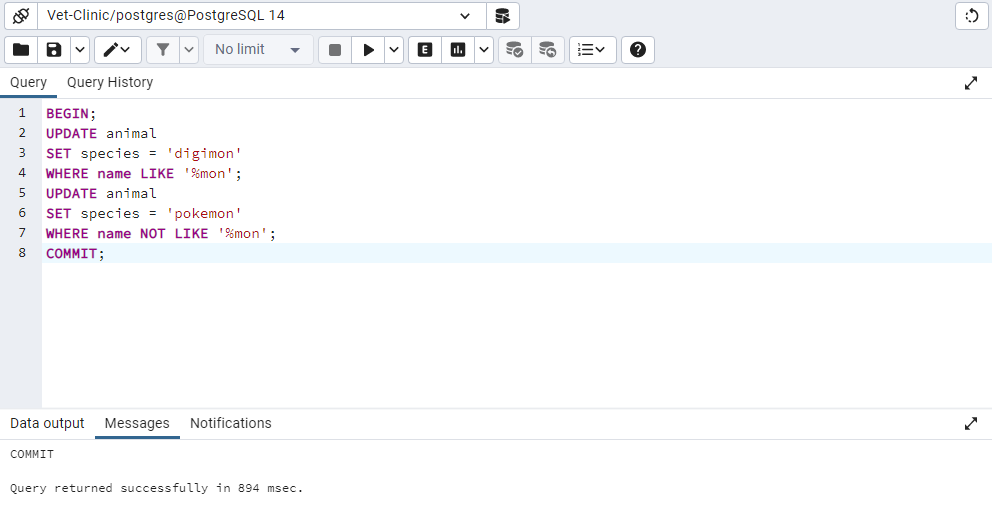 Vet-Clinic/postgres@PostgreSQL 14
No limit
E
Query Query History
1 BEGIN;
2 UPDATE animal
3 SET species = 'digimon'
4 WHERE name LIKE '%mon';
5 UPDATE animal
6 SET species = 'pokemon'
7 WHERE name NOT LIKE '%mon';
8 COMMIT;
Data output Messages Notifications
COMMIT
Query returned successfully in 894 msec.